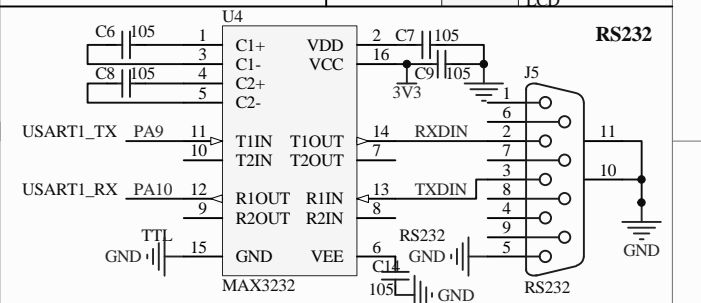 LCD
U4
RS232
C6 105
1 C1+ VDD 2 C7 105
3 C1- VCC 16
C8 105
4 C2+ C9 105
5 C2- 3V3
J5
1
6
USART1_TX PA9 11 T1IN T1OUT 14 RXDIN 2 11
10 T2IN T2OUT 7 7
3 10
USART1_RX PA10 12 R1OUT R1IN 13 TXDIN 8
9 R2OUT R2IN 8 4
TTL RS232 9
GND 15 GND VEE 6 GND 5 GND
C14
MAX3232 105 GND RS232